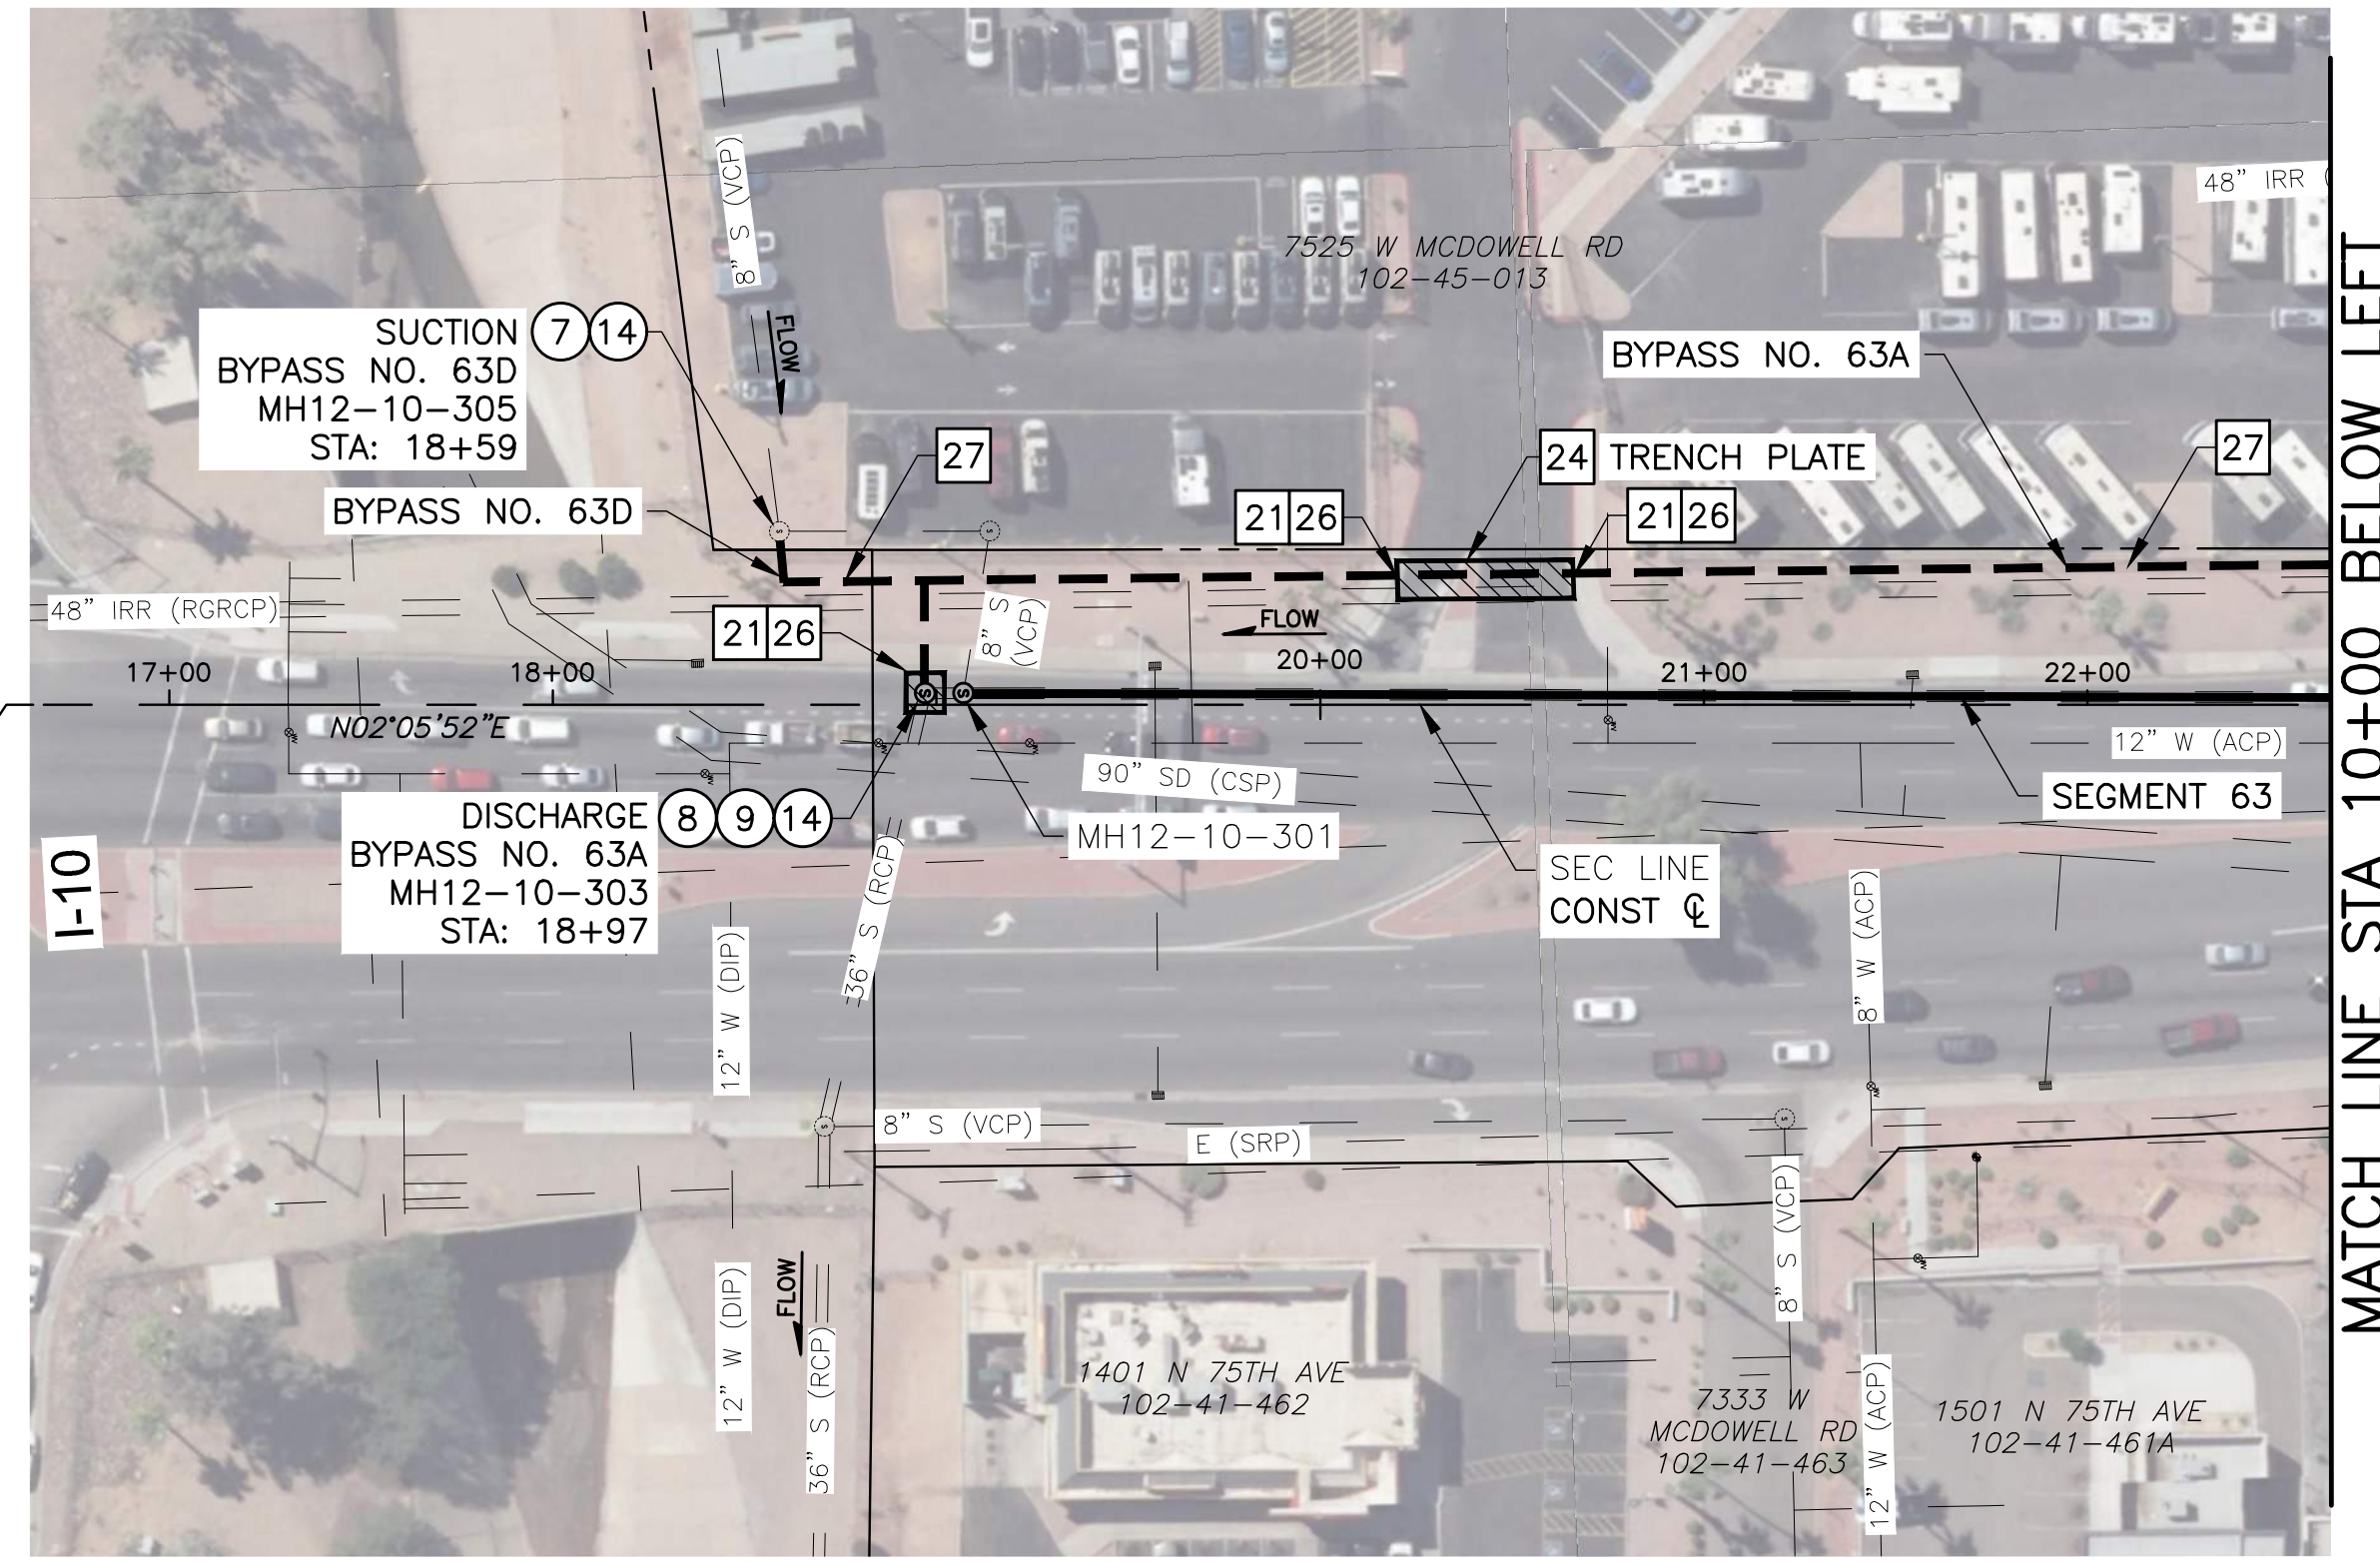 48" IRR (
8" S (VCP)
7525 W MCDOWELL RD
102-45-013
FLOW
SUCTION 7 14
BYPASS NO. 63D
MH12-10-305
STA: 18+59
BYPASS NO. 63A
27
24 TRENCH PLATE
27
BYPASS NO. 63D
21 26
21 26
48" IRR (RGRCP)
21 26
8" S
(VCP)
FLOW
17+00
18+00
20+00
21+00
22+00
N02°05'52"E
12" W (ACP)
90" SD (CSP)
SEGMENT 63
DISCHARGE 8 9 14
BYPASS NO. 63A
MH12-10-303
STA: 18+97
MH12-10-301
SEC LINE
CONST ℄
I-10
36" S (RCP)
12" W (DIP)
8" W (ACP)
8" S (VCP)
E (SRP)
8" S (VCP)
12" W (DIP)
FLOW
36" S (RCP)
1401 N 75TH AVE
102-41-462
7333 W
MCDOWELL RD
102-41-463
12" W (ACP)
1501 N 75TH AVE
102-41-461A
MATCH LINE STA 10+00 BELOW LEFT